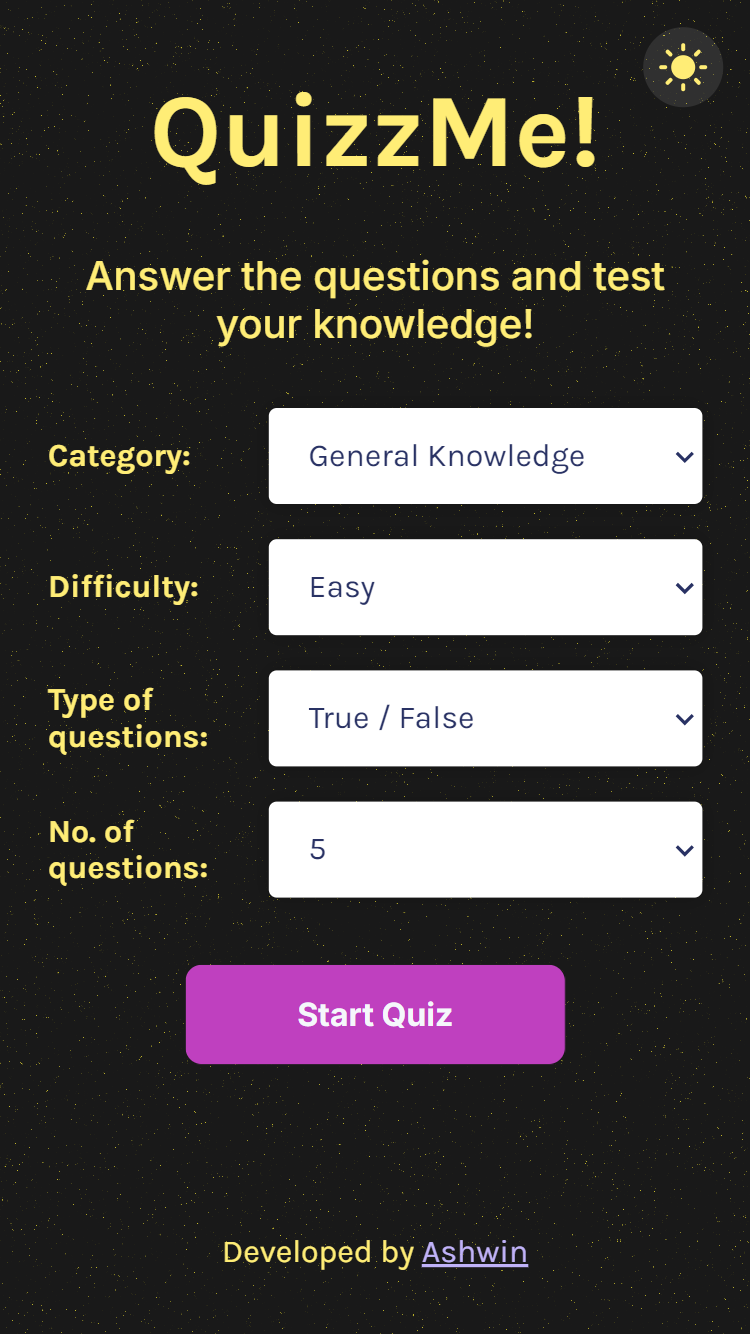 QuizzMe!
Answer the questions and test
your knowledge!
Category:
General Knowledge
Difficulty:
Easy
Type of
questions:
True / False
No. of
questions:
5
Start Quiz
Developed by Ashwin